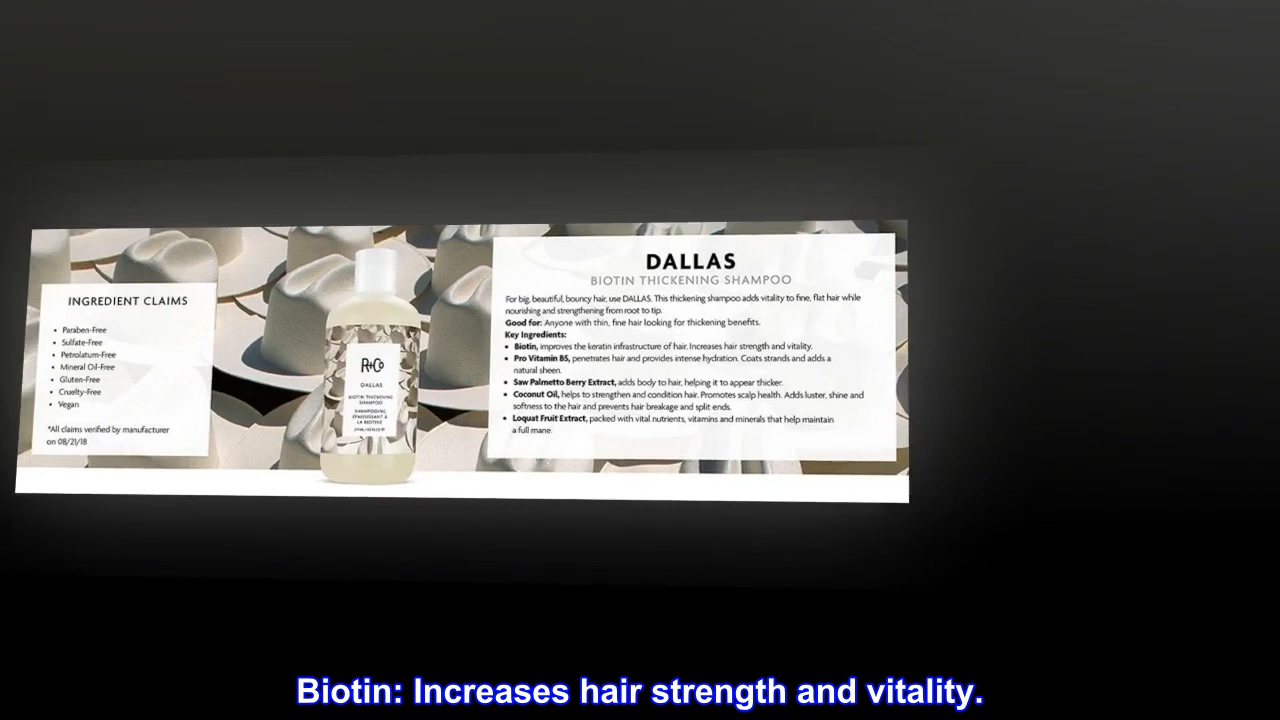 INGREDIENT CLAIMS
• Paraben-Free
• Sulfate-Free
• Petrolatum-Free
• Mineral Oil-Free
• Gluten-Free
• Cruelty-Free
• Vegan
*All claims verified by manufacturer
on 08/21/18
R+Co
DALLAS
BIOTIN THICKENING
SHAMPOO
SHAMPOOING
ÉPAISSISSANT À
LA BIOTINE
DALLAS
BIOTIN THICKENING SHAMPOO
For big, beautiful, bouncy hair, use DALLAS. This thickening shampoo adds vitality to fine, flat hair while
nourishing and strengthening from root to tip.
Good for: Anyone with thin, fine hair looking for thickening benefits.
Key Ingredients:
• Biotin, improves the keratin infrastructure of hair. Increases hair strength and vitality.
• Pro Vitamin B5, penetrates hair and provides intense hydration. Coats strands and adds a
natural sheen.
• Saw Palmetto Berry Extract, adds body to hair, helping it to appear thicker.
• Coconut Oil, helps to strengthen and condition hair. Promotes scalp health. Adds luster, shine and
softness to the hair and prevents hair breakage and split ends.
• Loquat Fruit Extract, packed with vital nutrients, vitamins and minerals that help maintain
a full mane.
Biotin: Increases hair strength and vitality.